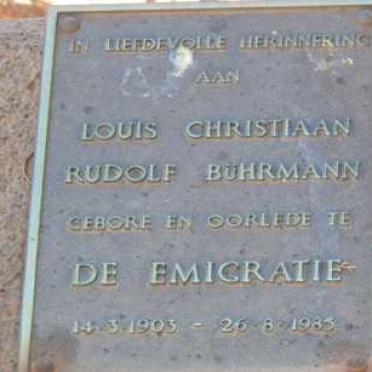 IN LIEFDEVOLLE HERINNERING
AAN
LOUIS CHRISTIAAN
RUDOLF BÜHRMANN
GEBORE EN OORLEDE TE
DE EMIGRATIE
14.3.1903 - 26.8.1985